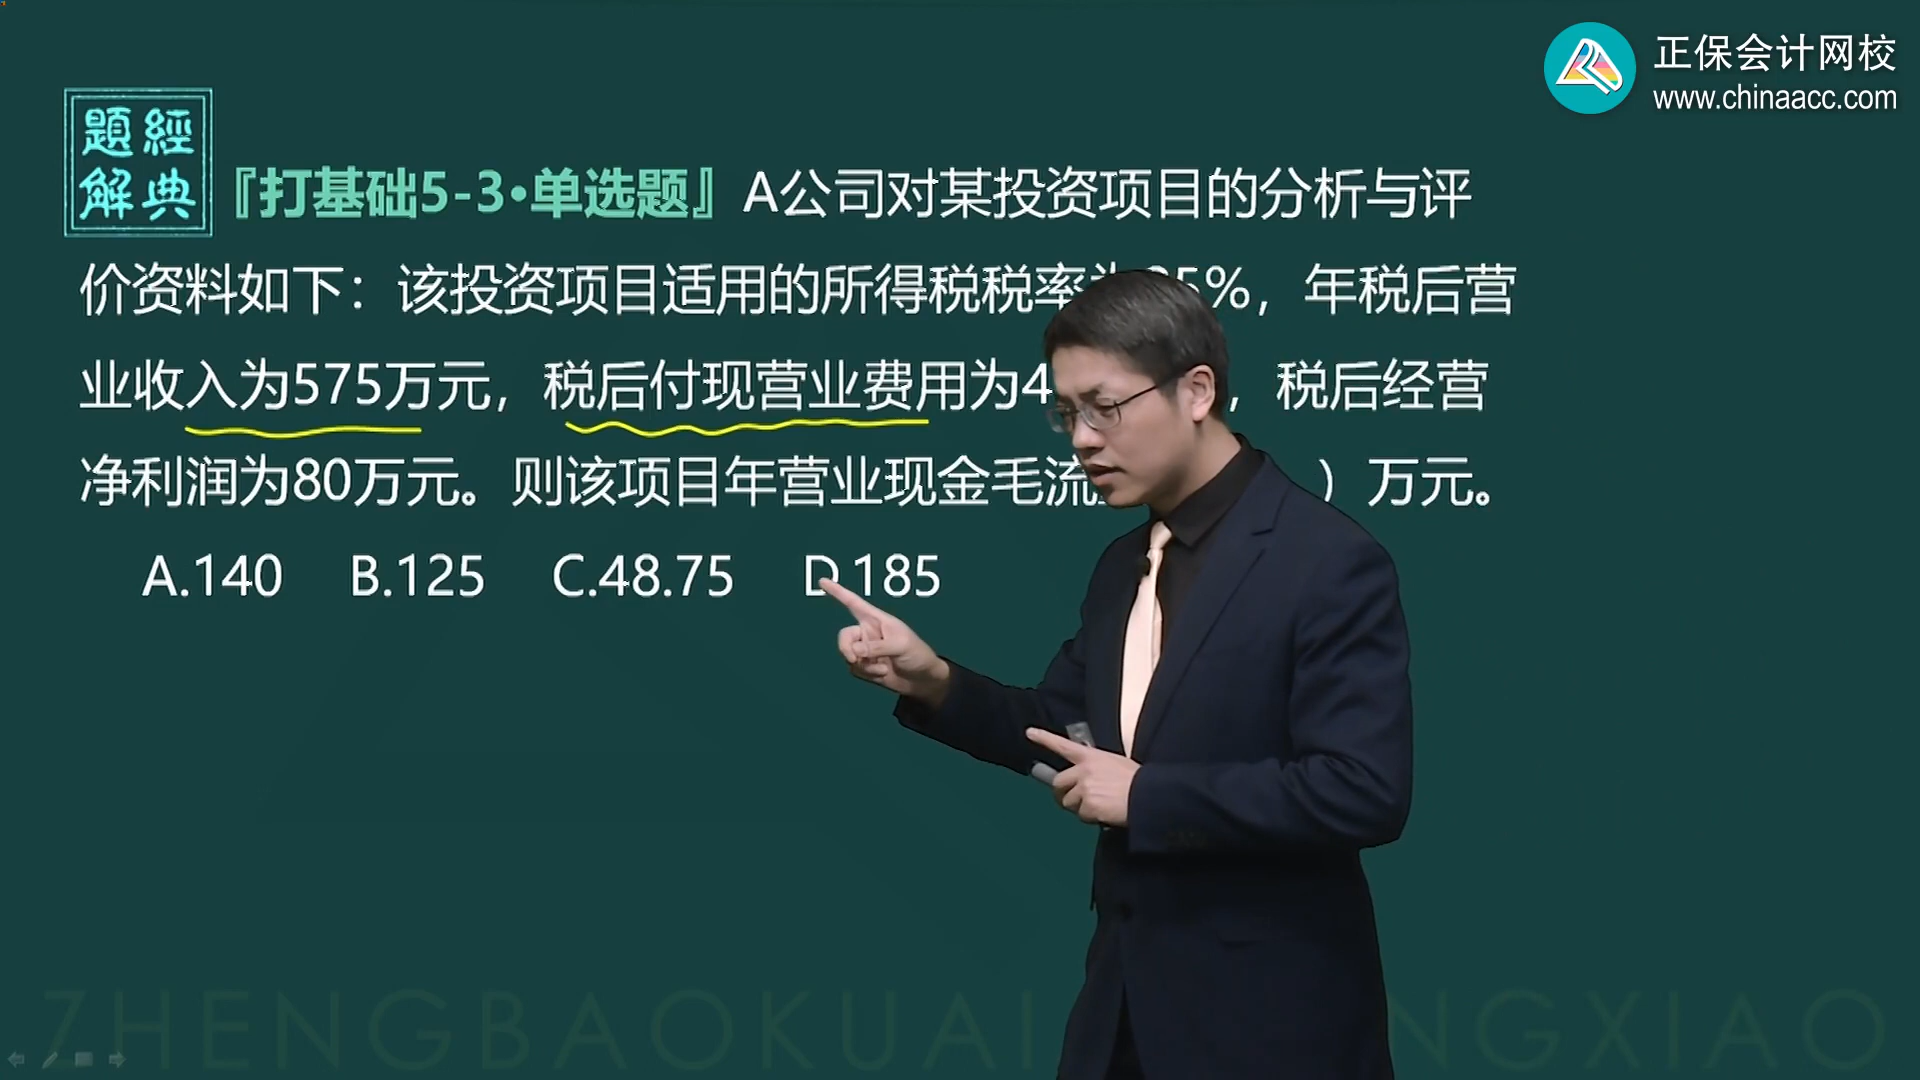 正保会计网校
www.chinaacc.com
經典題解
『打基础5-3·单选题』A公司对某投资项目的分析与评
价资料如下：该投资项目适用的所得税税率 5%，年税后营
业收入为575万元，税后付现营业费用为4 ，税后经营
净利润为80万元。则该项目年营业现金毛流 ）万元。
A.140 B.125 C.48.75 D.185
ZHENGBAOKUAI NGXIAO